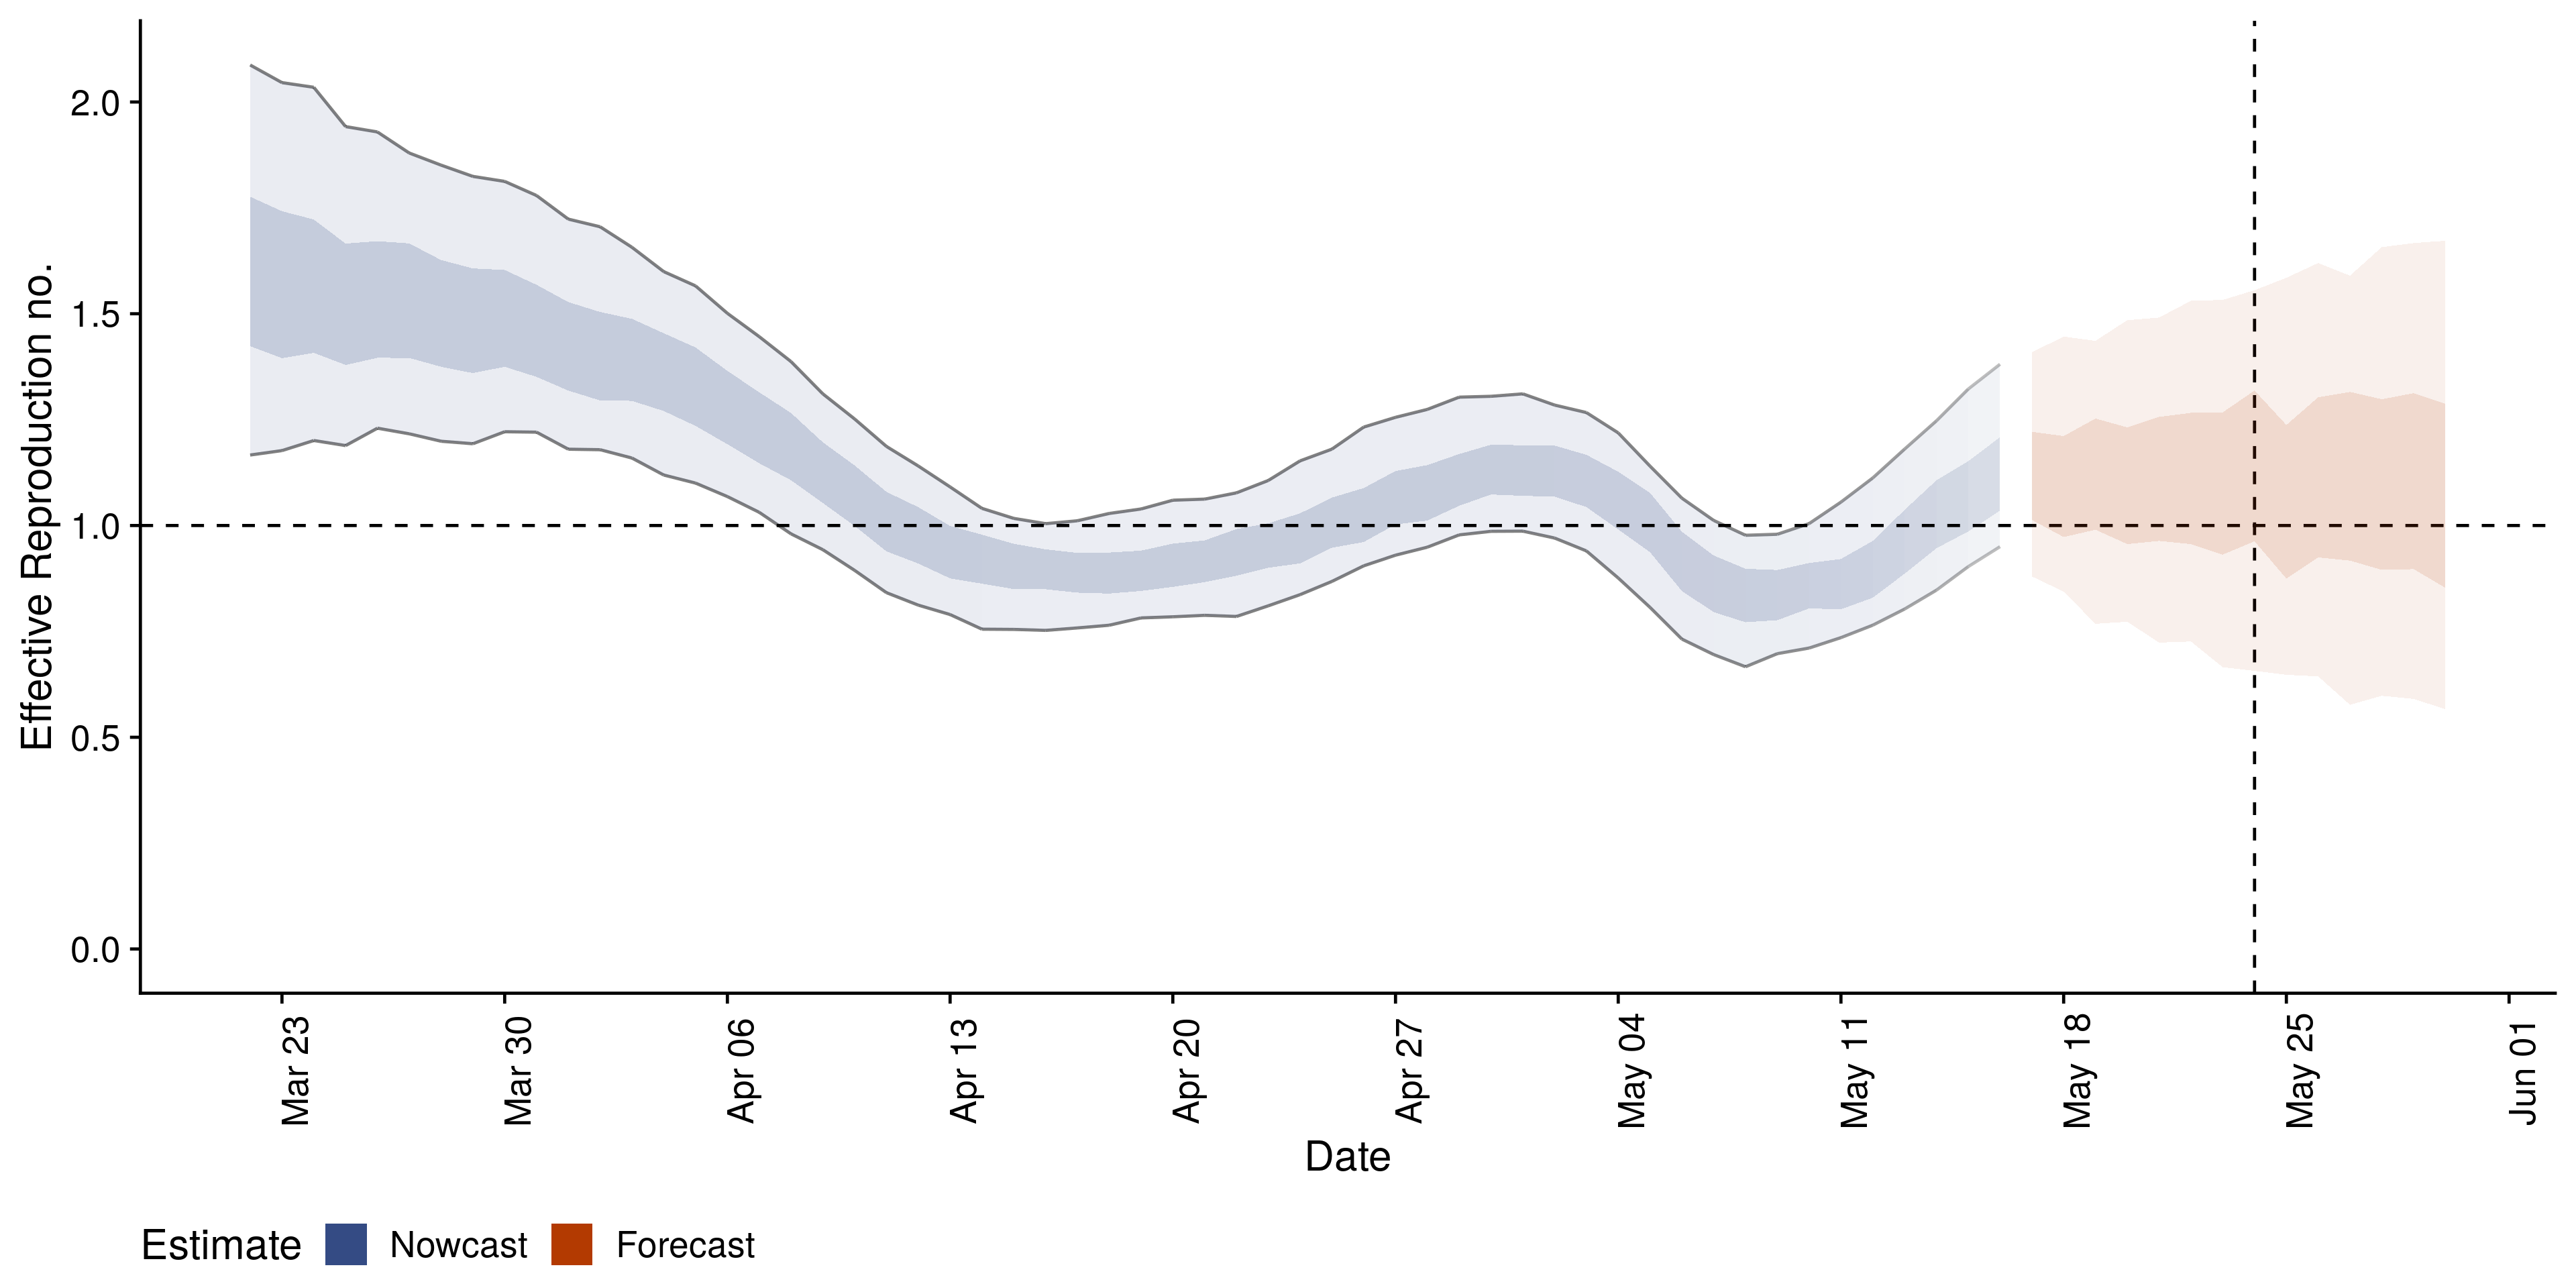 Effective Reproduction no.
2.0
1.5
1.0
0.5
0.0
Mar 23
Mar 30
Apr 06
Apr 13
Apr 20
Apr 27
May 04
May 11
May 18
May 25
Jun 01
Date
Estimate Nowcast Forecast